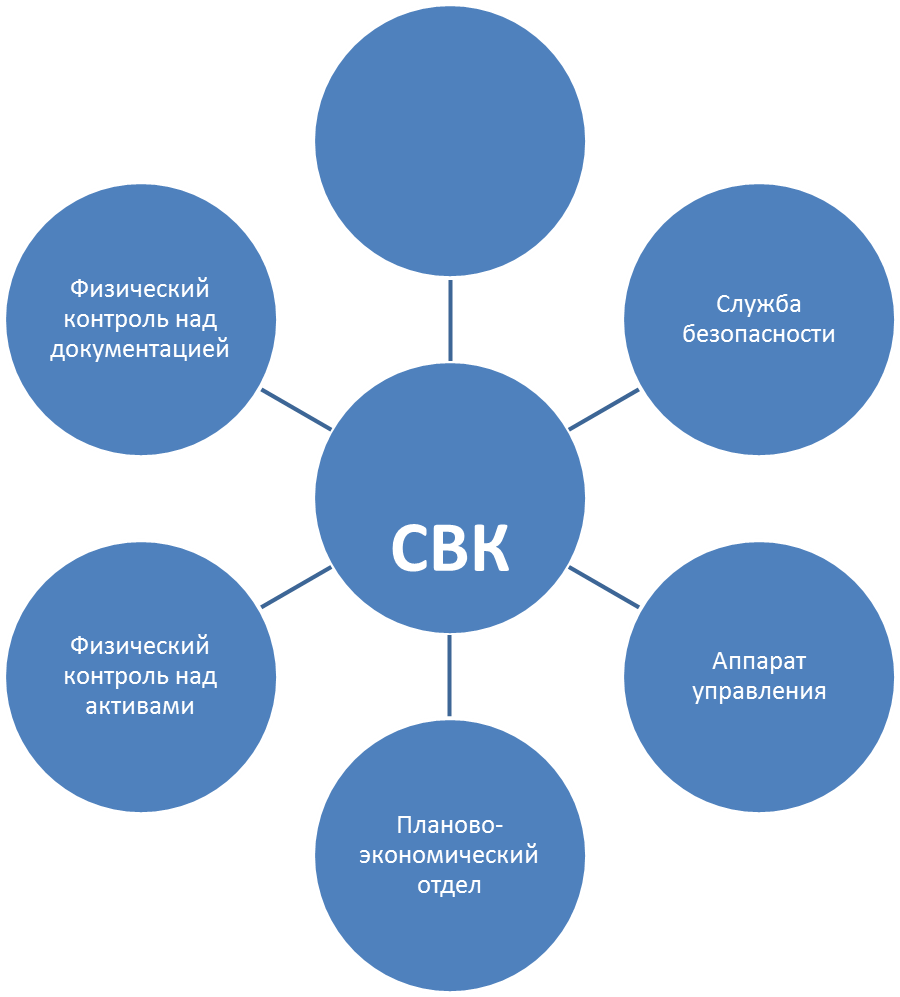 Физический
контроль над
документацией
Служба
безопасности
СВК
Физический
контроль над
активами
Аппарат
управления
Планово-
экономический
отдел